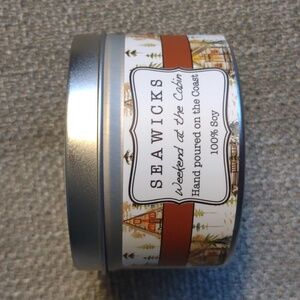 SEAWICKS
Weekend at the Cabin
Hand poured on the Coast
100% Soy